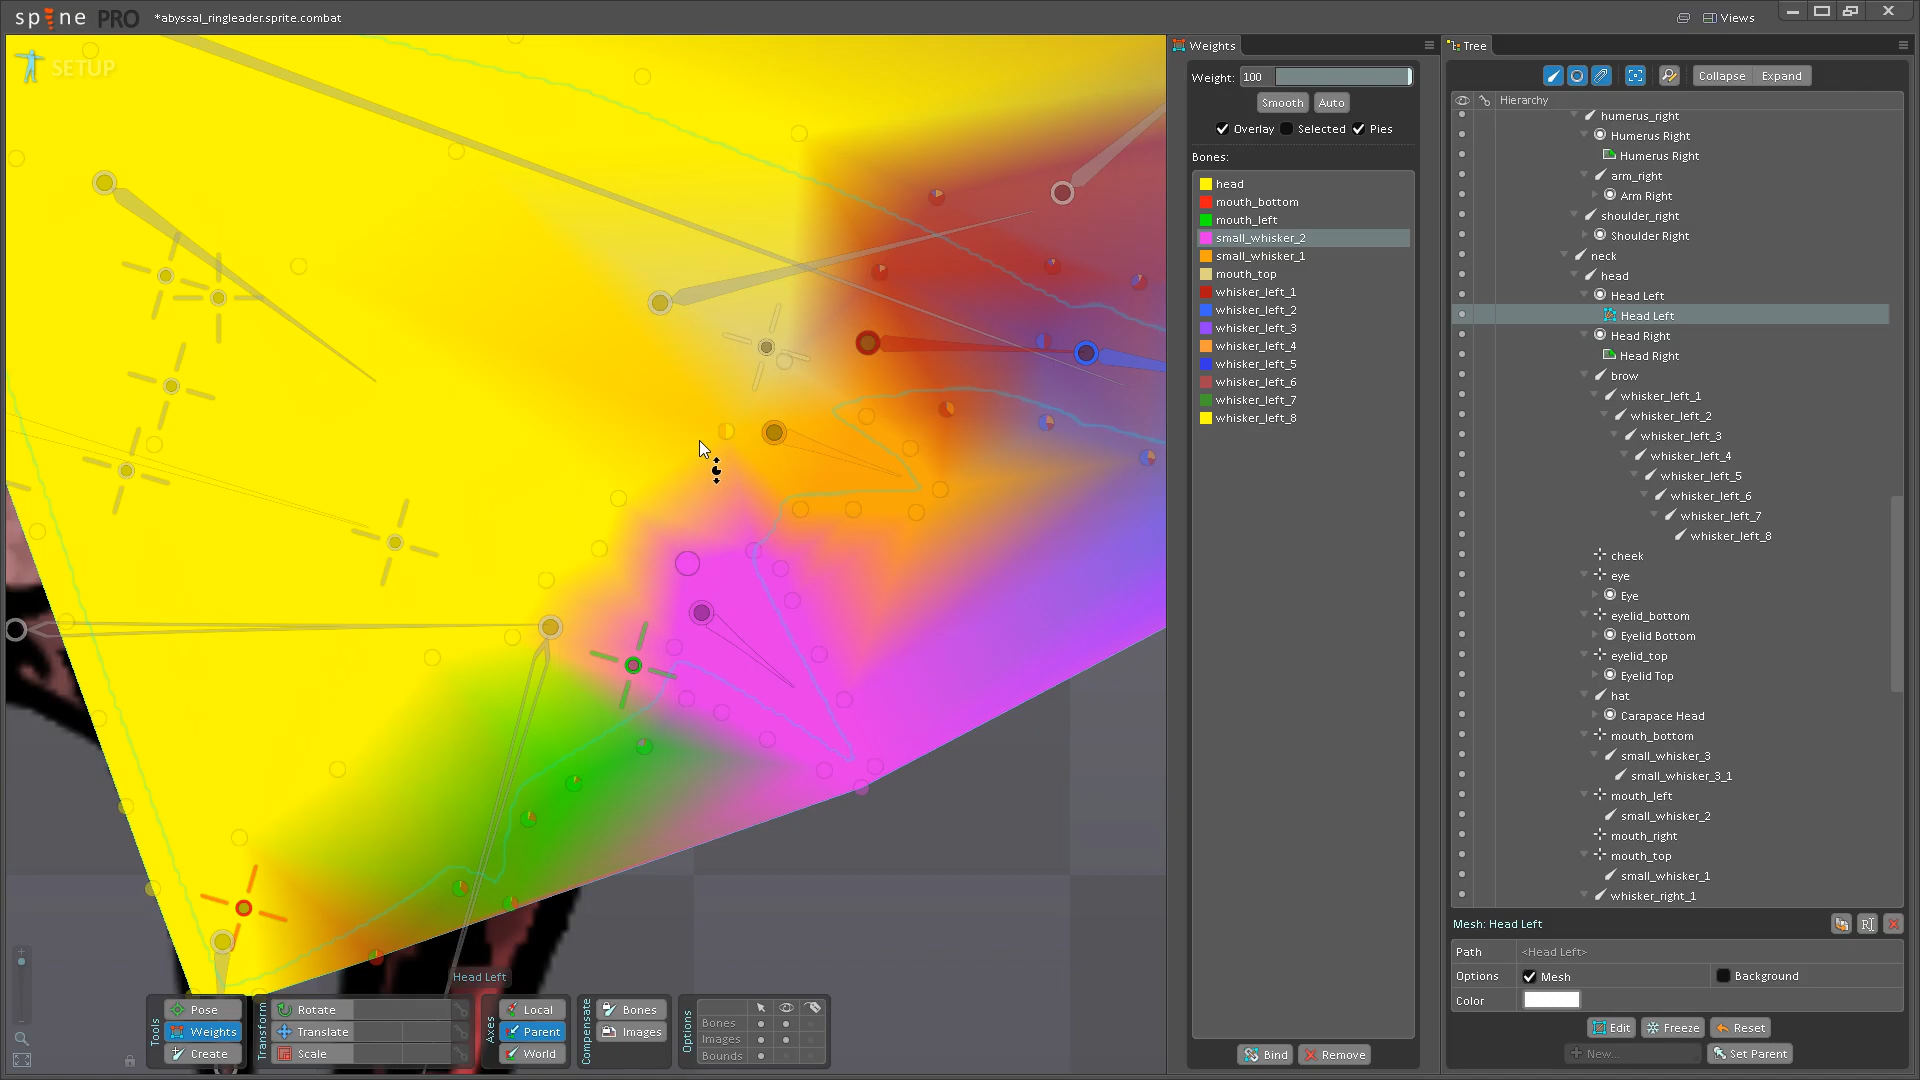 spine PRO
*abyssal_ringleader.sprite.combat
Views
SETUP
Head Left
Tools
Pose
Weights
Create
Transform
Rotate
Translate
Scale
Axes
Local
Parent
World
Compensate
Bones
Images
Options
Bones
Images
Bounds
Weights
Weight: 100
Smooth Auto
Overlay Selected Pies
Bones:
head
mouth_bottom
mouth_left
small_whisker_2
small_whisker_1
mouth_top
whisker_left_1
whisker_left_2
whisker_left_3
whisker_left_4
whisker_left_5
whisker_left_6
whisker_left_7
whisker_left_8
Bind Remove
Tree
Collapse Expand
Hierarchy
humerus_right
Humerus Right
Humerus Right
arm_right
Arm Right
shoulder_right
Shoulder Right
neck
head
Head Left
Head Left
Head Right
Head Right
brow
whisker_left_1
whisker_left_2
whisker_left_3
whisker_left_4
whisker_left_5
whisker_left_6
whisker_left_7
whisker_left_8
cheek
eye
Eye
eyelid_bottom
Eyelid Bottom
eyelid_top
Eyelid Top
hat
Carapace Head
mouth_bottom
small_whisker_3
small_whisker_3_1
mouth_left
small_whisker_2
mouth_right
mouth_top
small_whisker_1
whisker_right_1
Mesh: Head Left
Path <Head Left>
Options Mesh Background
Color
Edit Freeze Reset
New... Set Parent